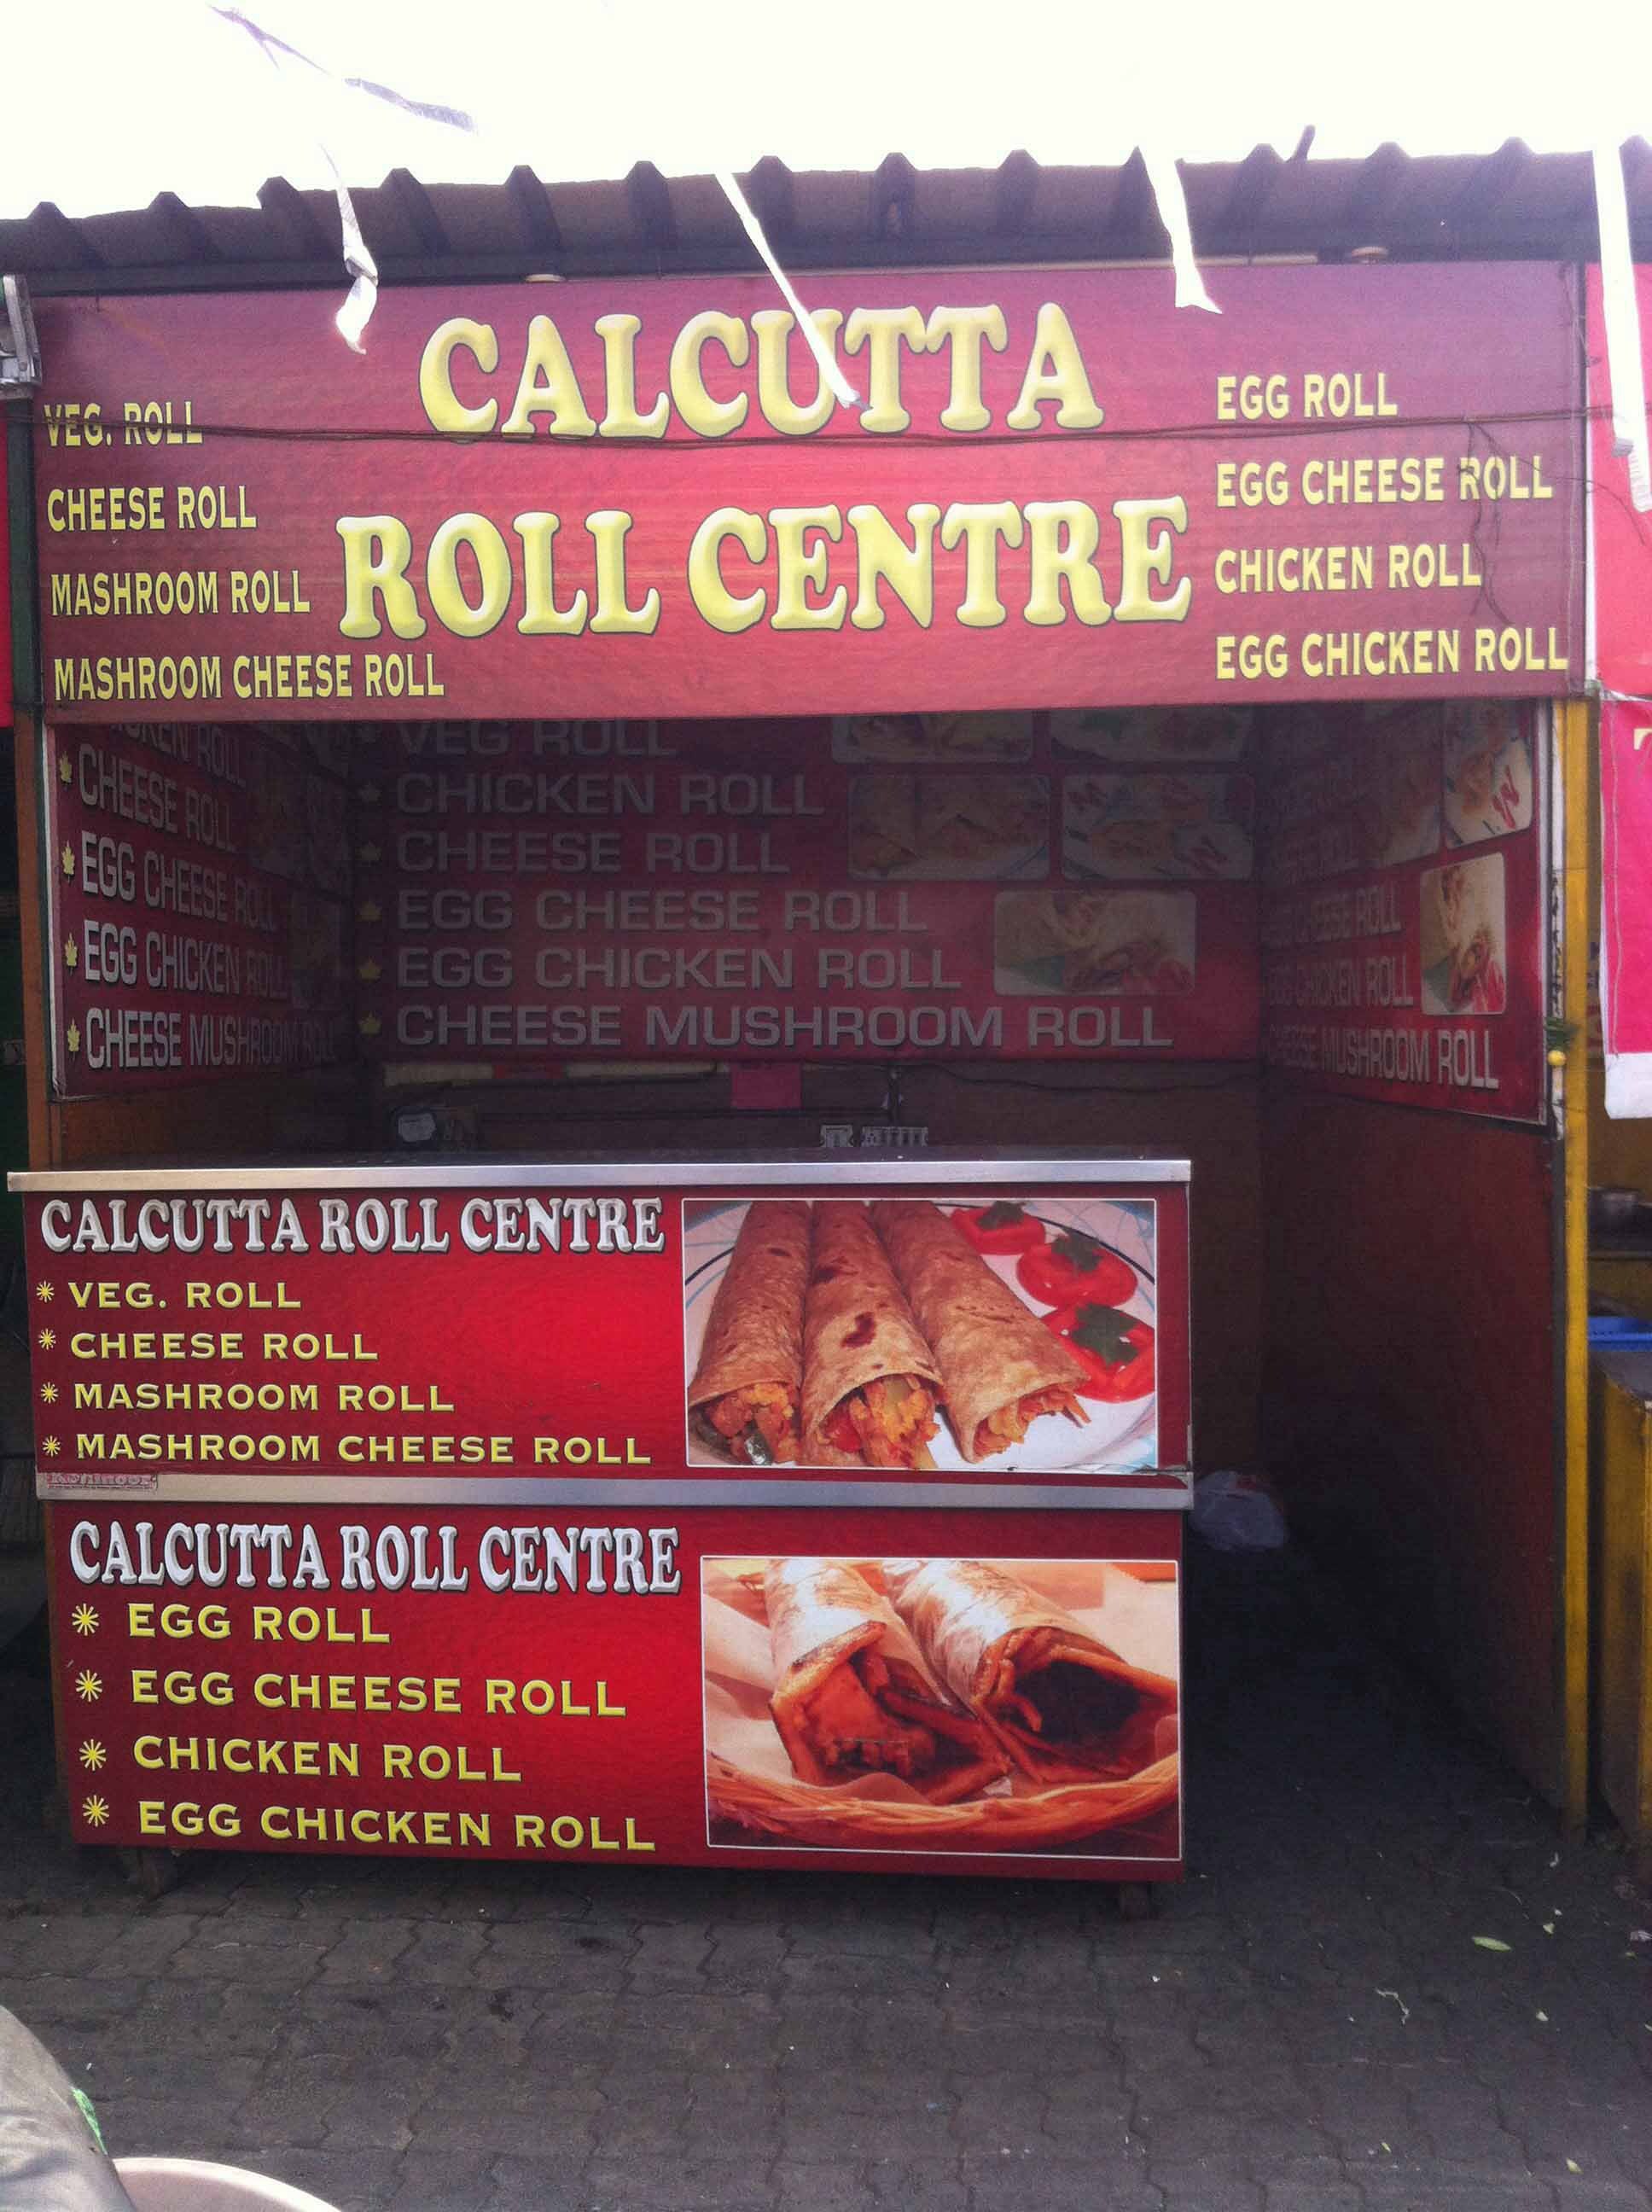 CALCUTTA
ROLL CENTRE
VEG. ROLL
CHEESE ROLL
MASHROOM ROLL
MASHROOM CHEESE ROLL
EGG ROLL
EGG CHEESE ROLL
CHICKEN ROLL
EGG CHICKEN ROLL
ROLL
CHEESE ROLL
EGG CHEESE ROLL
EGG CHICKEN ROLL
CHEESE MUSHROOM ROLL
VEG ROLL
CHICKEN ROLL
CHEESE ROLL
EGG CHEESE ROLL
EGG CHICKEN ROLL
CHEESE MUSHROOM ROLL
ROLL
EGG CHEESE ROLL
EGG CHICKEN ROLL
CHEESE MUSHROOM ROLL
CALCUTTA ROLL CENTRE
VEG. ROLL
CHEESE ROLL
MASHROOM ROLL
MASHROOM CHEESE ROLL
CALCUTTA ROLL CENTRE
EGG ROLL
EGG CHEESE ROLL
CHICKEN ROLL
EGG CHICKEN ROLL